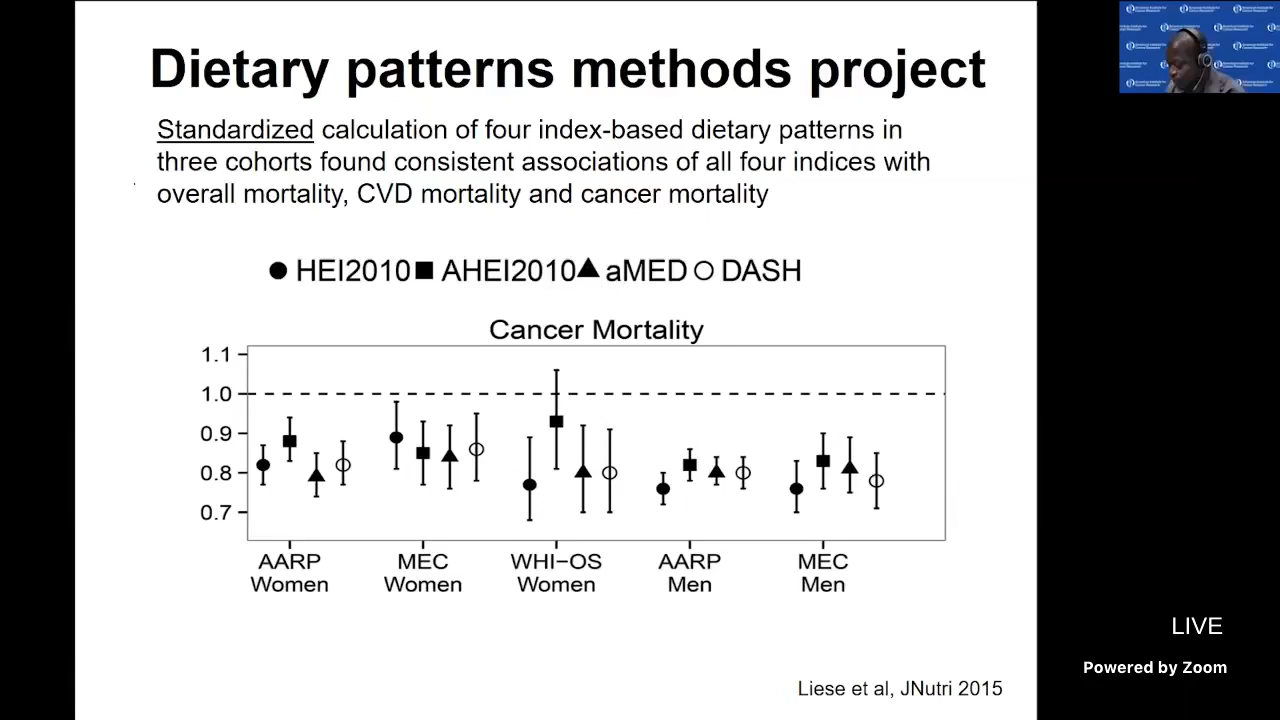 Dietary patterns methods project
Standardized calculation of four index-based dietary patterns in
three cohorts found consistent associations of all four indices with
overall mortality, CVD mortality and cancer mortality
HEI2010 AHEI2010 aMED DASH
Cancer Mortality
1.1
1.0
0.9
0.8
0.7
AARP Women
MEC Women
WHI−OS Women
AARP Men
MEC Men
Liese et al, JNutri 2015
LIVE
Powered by Zoom